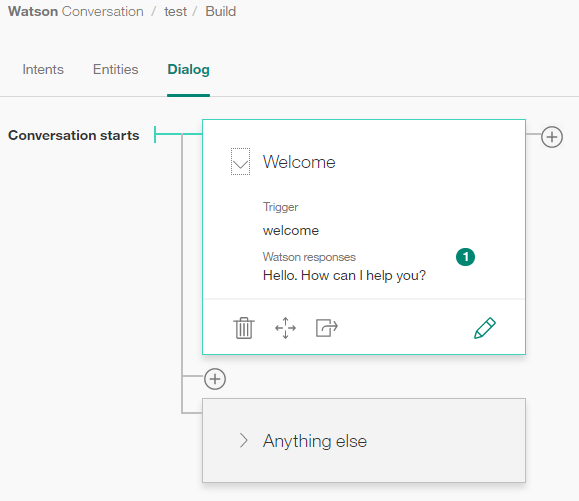 Watson Conversation / test / Build
Intents Entities Dialog
Conversation starts
Welcome
Trigger
welcome
Watson responses 1
Hello. How can I help you?
Anything else